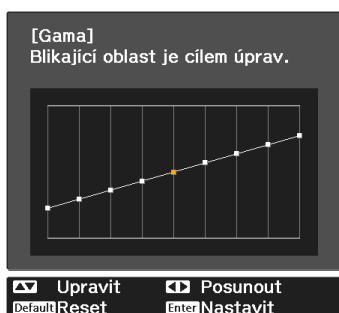 [Gama]
Blikající oblast je cílem úprav.
Upravit Posunout
Default Reset Enter Nastavit